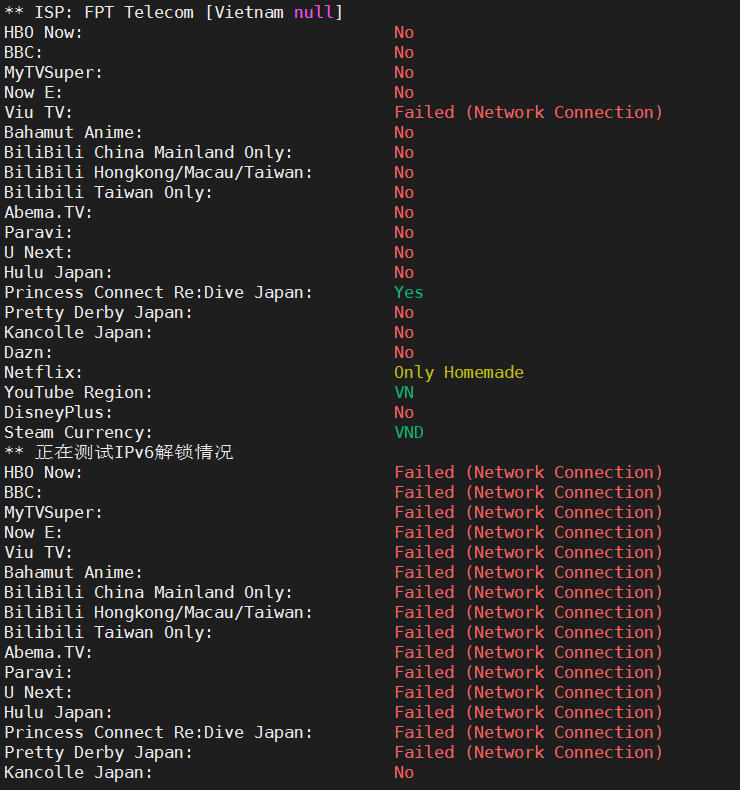 ** ISP: FPT Telecom [Vietnam null]
HBO Now: No
BBC: No
MyTVSuper: No
Now E: No
Viu TV: Failed (Network Connection)
Bahamut Anime: No
BiliBili China Mainland Only: No
BiliBili Hongkong/Macau/Taiwan: No
Bilibili Taiwan Only: No
Abema.TV: No
Paravi: No
U Next: No
Hulu Japan: No
Princess Connect Re:Dive Japan: Yes
Pretty Derby Japan: No
Kancolle Japan: No
Dazn: No
Netflix: Only Homemade
YouTube Region: VN
DisneyPlus: No
Steam Currency: VND
** 正在测试IPv6解锁情况
HBO Now: Failed (Network Connection)
BBC: Failed (Network Connection)
MyTVSuper: Failed (Network Connection)
Now E: Failed (Network Connection)
Viu TV: Failed (Network Connection)
Bahamut Anime: Failed (Network Connection)
BiliBili China Mainland Only: Failed (Network Connection)
BiliBili Hongkong/Macau/Taiwan: Failed (Network Connection)
Bilibili Taiwan Only: Failed (Network Connection)
Abema.TV: Failed (Network Connection)
Paravi: Failed (Network Connection)
U Next: Failed (Network Connection)
Hulu Japan: Failed (Network Connection)
Princess Connect Re:Dive Japan: Failed (Network Connection)
Pretty Derby Japan: Failed (Network Connection)
Kancolle Japan: No